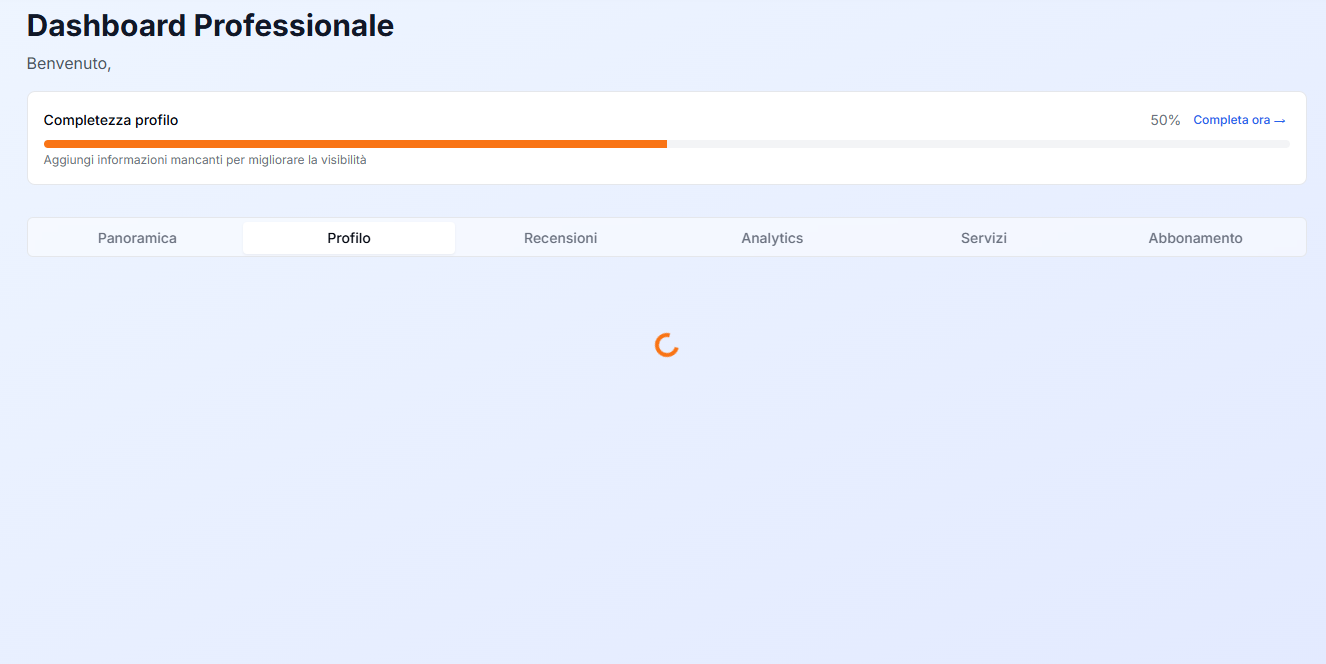 Dashboard Professionale
Benvenuto,
Completezza profilo 50% Completa ora →
Aggiungi informazioni mancanti per migliorare la visibilità
Panoramica Profilo Recensioni Analytics Servizi Abbonamento